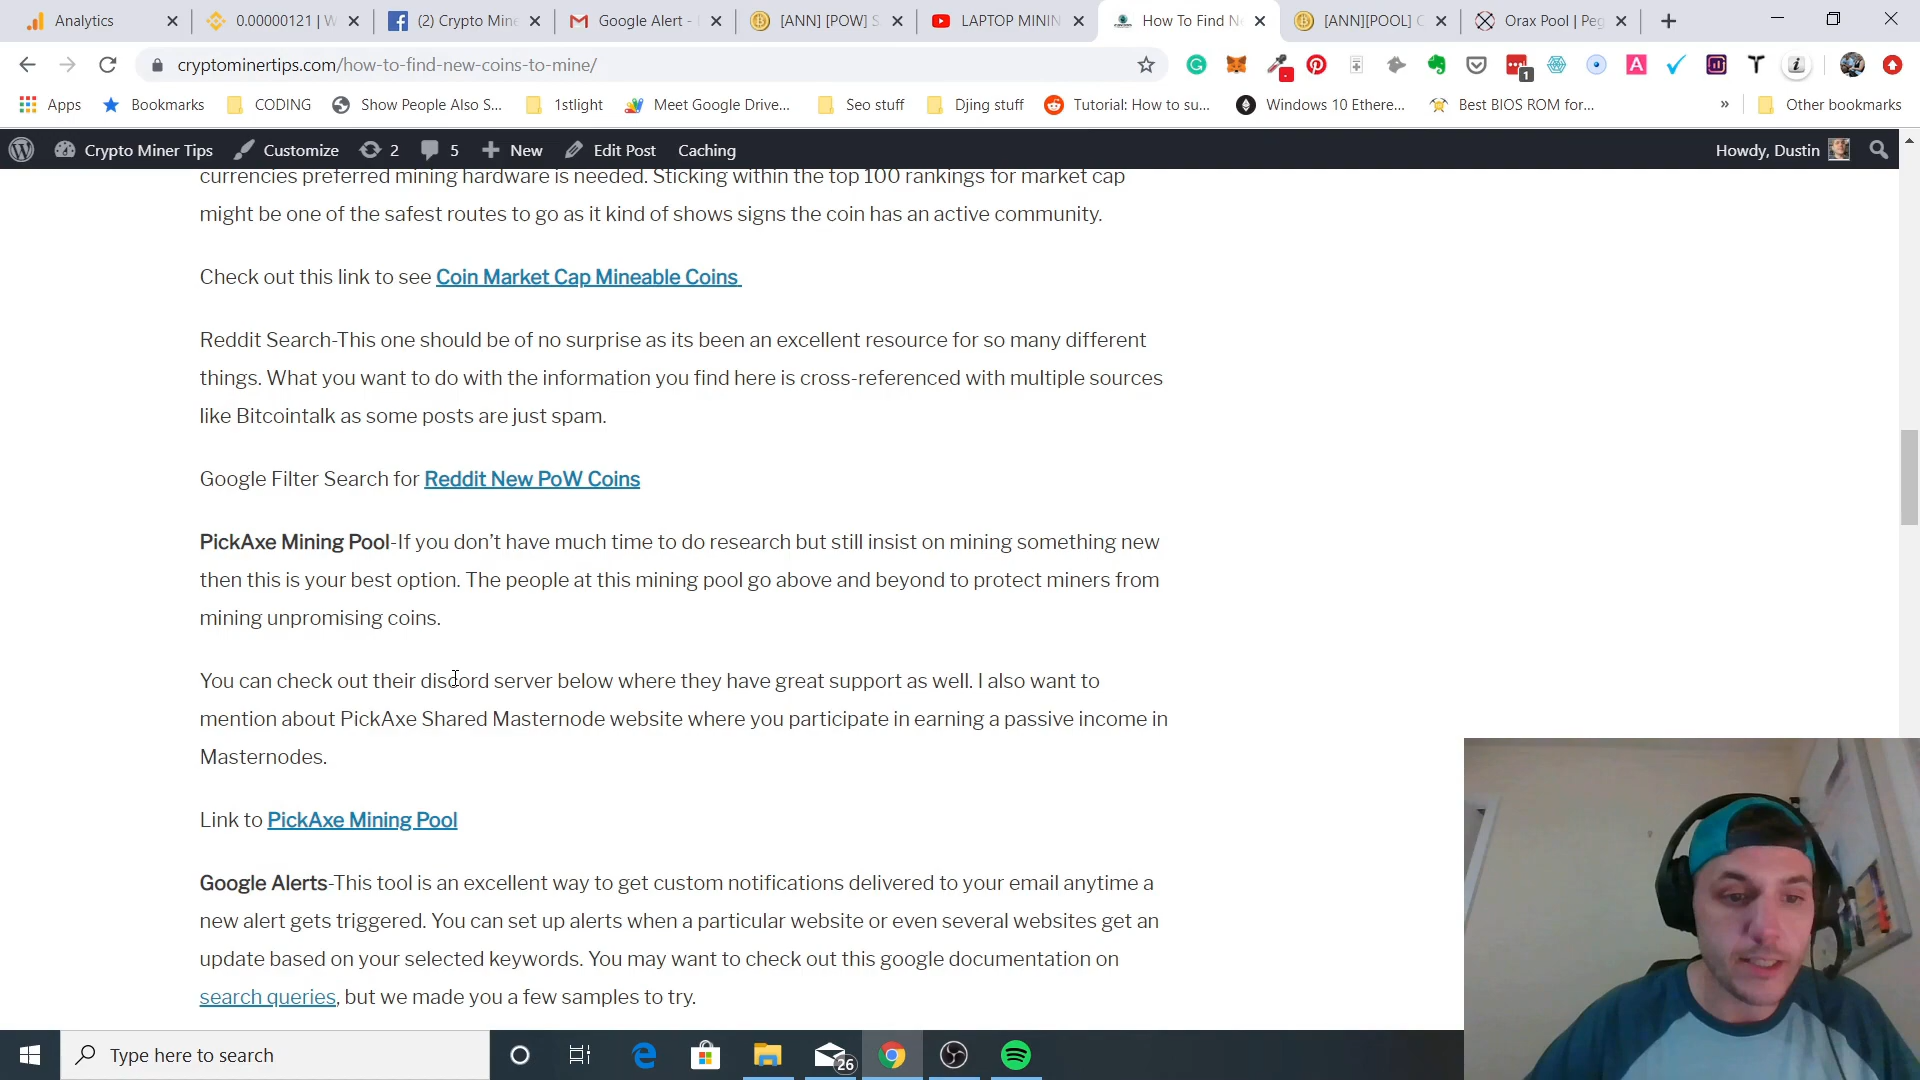 Analytics
0.00000121 | W
(2) Crypto Mine
Google Alert -
[ANN] [POW] S
LAPTOP MININ
How To Find N
[ANN][POOL] C
Orax Pool | Peg
cryptominertips.com/how-to-find-new-coins-to-mine/
Apps
Bookmarks
CODING
Show People Also S...
1stlight
Meet Google Drive...
Seo stuff
Djing stuff
Tutorial: How to su...
Windows 10 Ethere...
Best BIOS ROM for...
»
Other bookmarks
Crypto Miner Tips
Customize
2
5
New
Edit Post
Caching
Howdy, Dustin
currencies preferred mining hardware is needed. Sticking within the top 100 rankings for market cap
might be one of the safest routes to go as it kind of shows signs the coin has an active community.
Check out this link to see Coin Market Cap Mineable Coins
Reddit Search-This one should be of no surprise as its been an excellent resource for so many different
things. What you want to do with the information you find here is cross-referenced with multiple sources
like Bitcointalk as some posts are just spam.
Google Filter Search for Reddit New PoW Coins
PickAxe Mining Pool-If you don’t have much time to do research but still insist on mining something new
then this is your best option. The people at this mining pool go above and beyond to protect miners from
mining unpromising coins.
You can check out their discord server below where they have great support as well. I also want to
mention about PickAxe Shared Masternode website where you participate in earning a passive income in
Masternodes.
Link to PickAxe Mining Pool
Google Alerts-This tool is an excellent way to get custom notifications delivered to your email anytime a
new alert gets triggered. You can set up alerts when a particular website or even several websites get an
update based on your selected keywords. You may want to check out this google documentation on
search queries, but we made you a few samples to try.
Type here to search
26